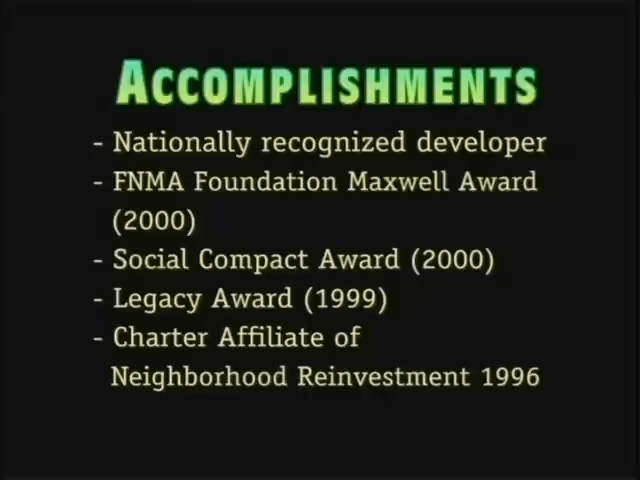 ACCOMPLISHMENTS
- Nationally recognized developer
- FNMA Foundation Maxwell Award
(2000)
- Social Compact Award (2000)
- Legacy Award (1999)
- Charter Affiliate of
Neighborhood Reinvestment 1996